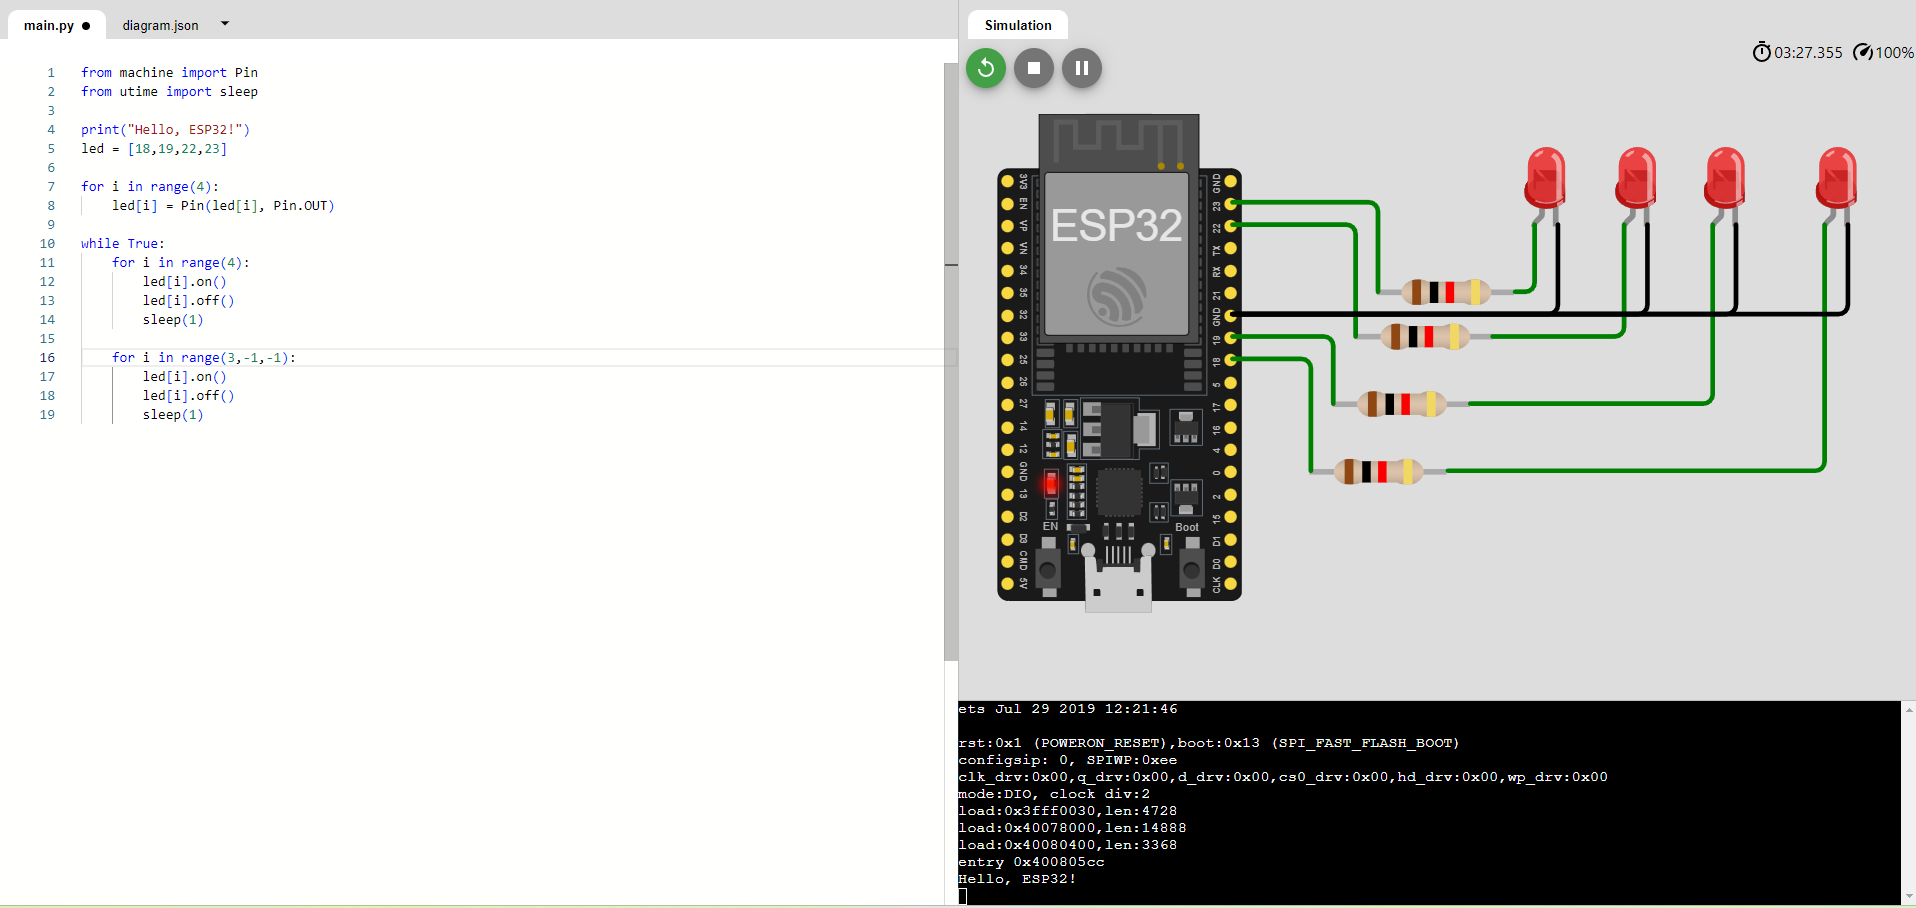 main.py ●
diagram.json
1 from machine import Pin
2 from utime import sleep
3
4 print("Hello, ESP32!")
5 led = [18,19,22,23]
6
7 for i in range(4):
8     led[i] = Pin(led[i], Pin.OUT)
9
10 while True:
11     for i in range(4):
12         led[i].on()
13         led[i].off()
14         sleep(1)
15
16     for i in range(3,-1,-1):
17         led[i].on()
18         led[i].off()
19         sleep(1)
Simulation
03:27.355
100%
ESP32
3V3
EN
VP
VN
34
35
32
33
25
26
27
14
12
GND
13
D2
D3
CMD
5V
GND
23
22
TX
RX
21
GND
19
18
5
17
16
4
0
2
15
D1
D0
CLK
EN
Boot
ets Jul 29 2019 12:21:46
rst:0x1 (POWERON_RESET),boot:0x13 (SPI_FAST_FLASH_BOOT)
configsip: 0, SPIWP:0xee
clk_drv:0x00,q_drv:0x00,d_drv:0x00,cs0_drv:0x00,hd_drv:0x00,wp_drv:0x00
mode:DIO, clock div:2
load:0x3fff0030,len:4728
load:0x40078000,len:14888
load:0x40080400,len:3368
entry 0x400805cc
Hello, ESP32!